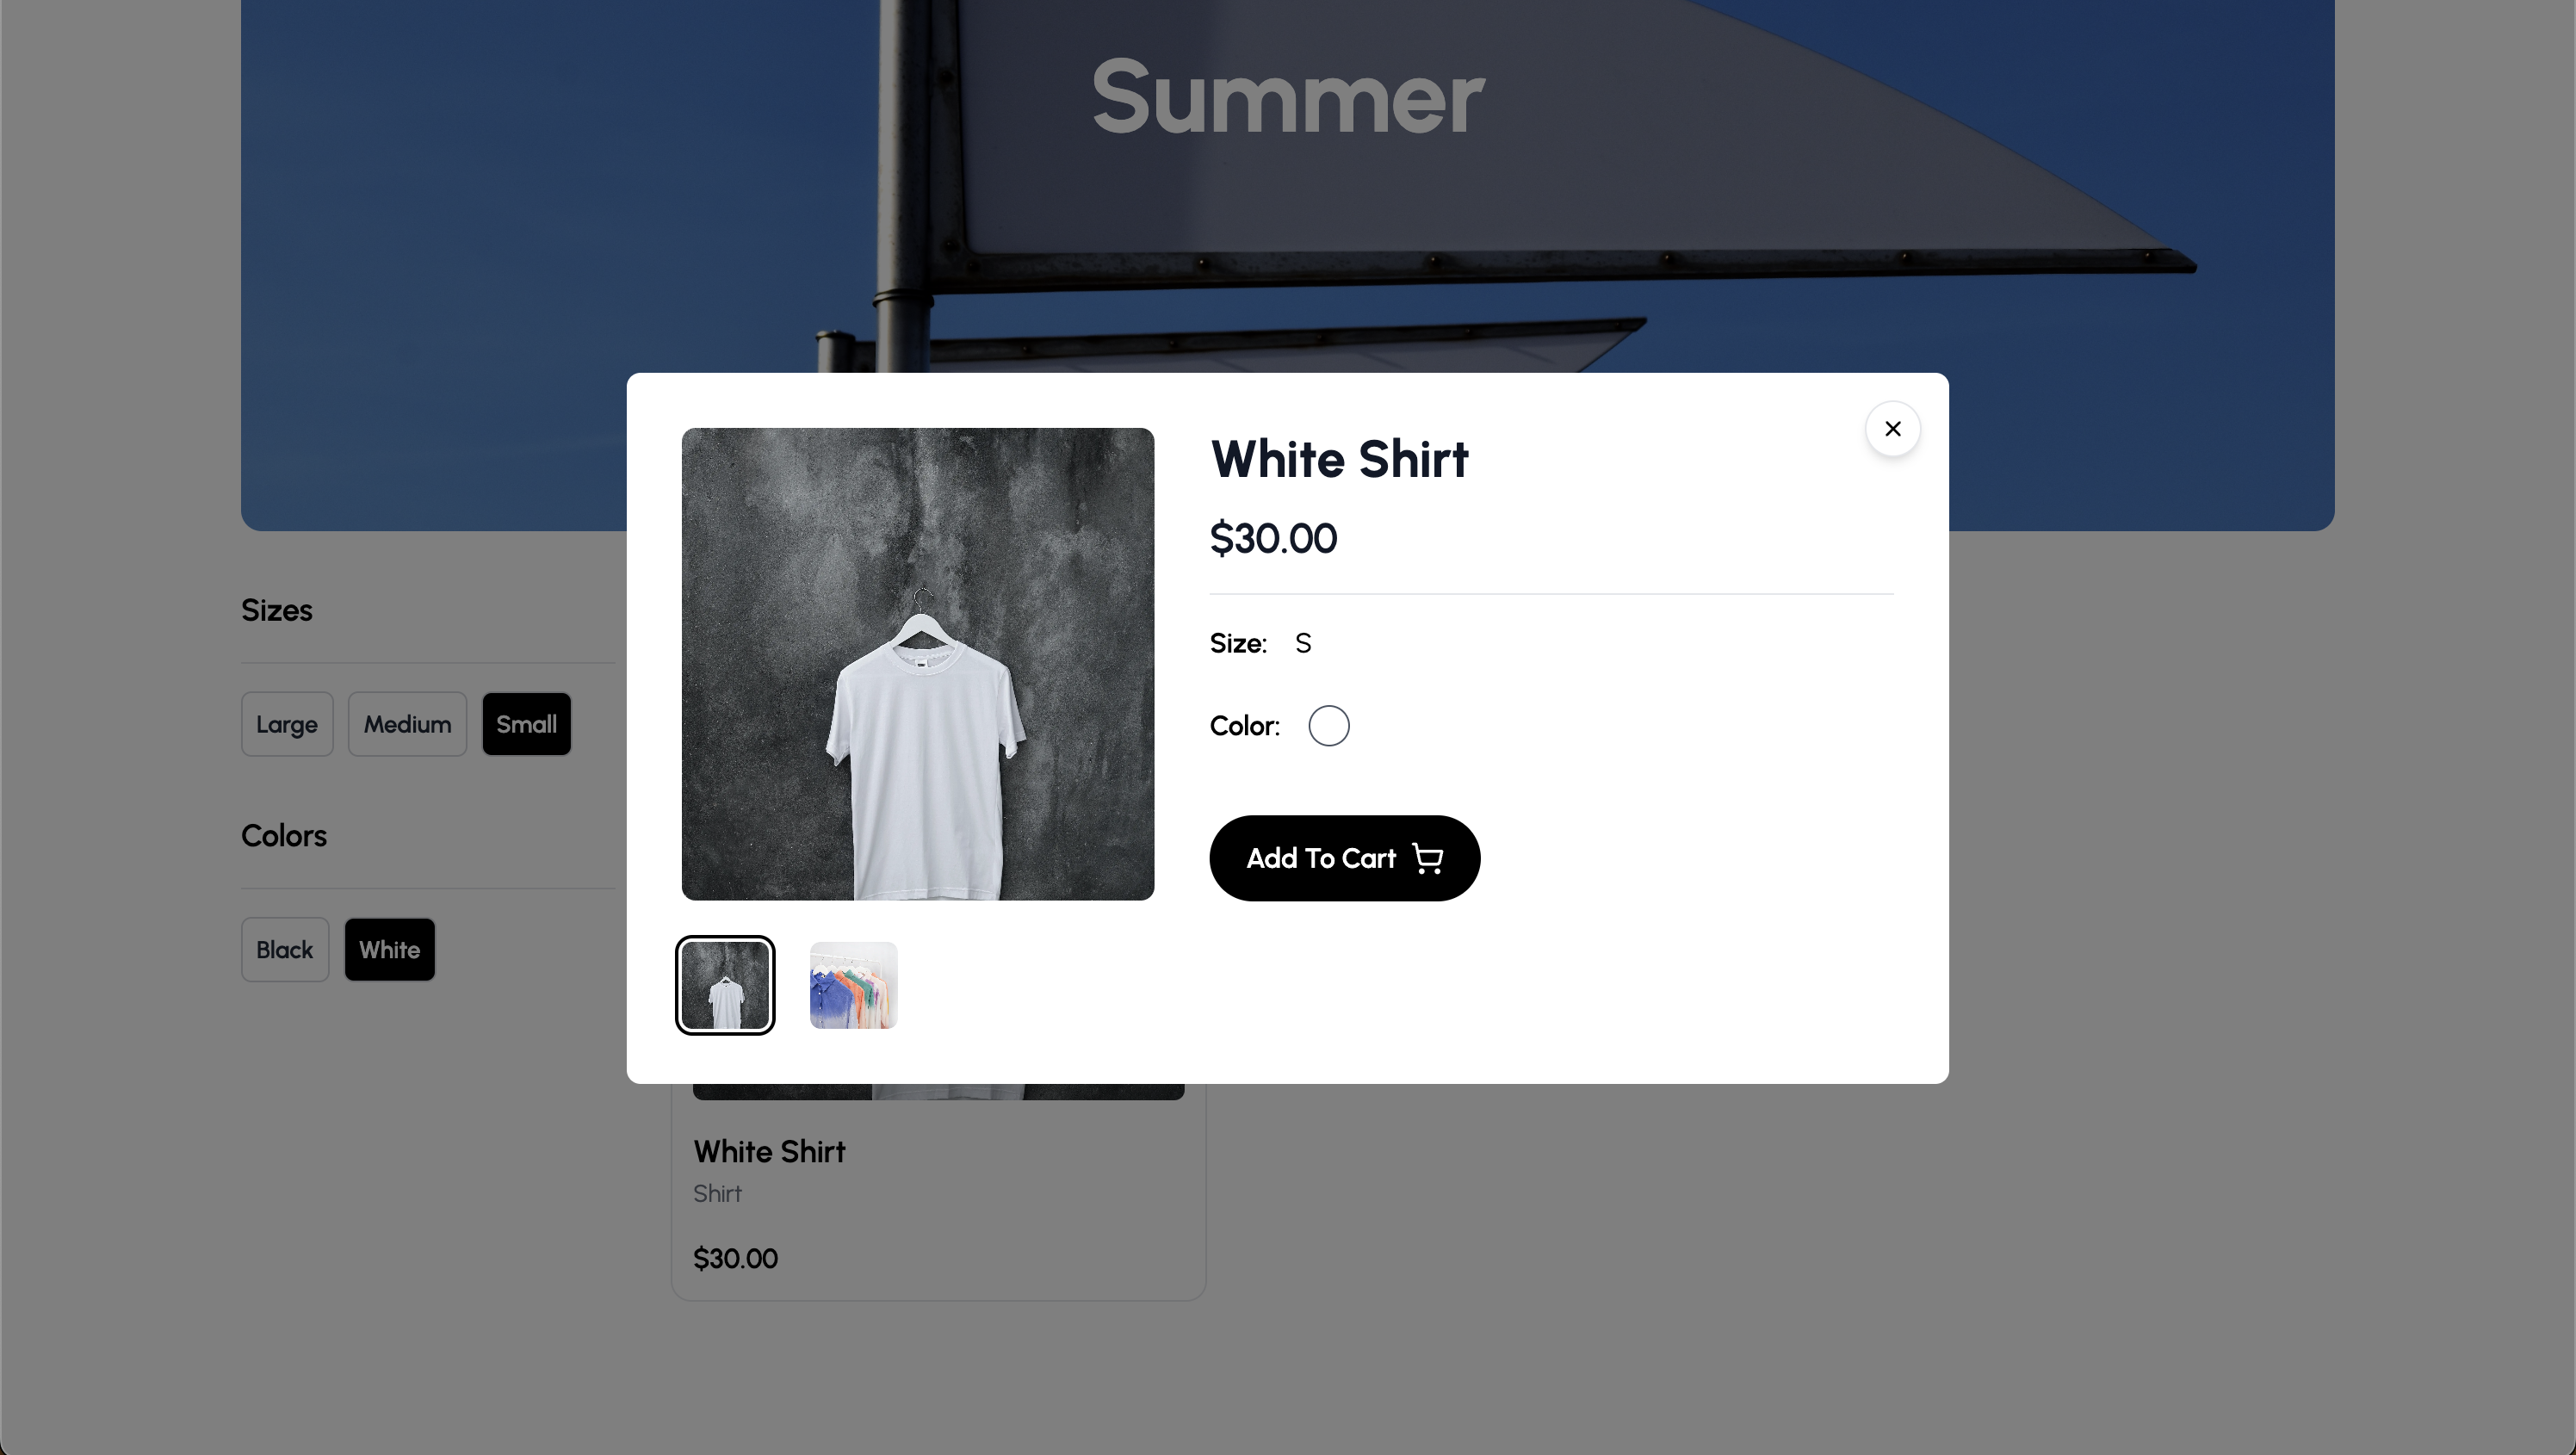 Summer
White Shirt
$30.00
Size: S
Color:
Add To Cart
Sizes
Large Medium Small
Colors
Black White
White Shirt
Shirt
$30.00